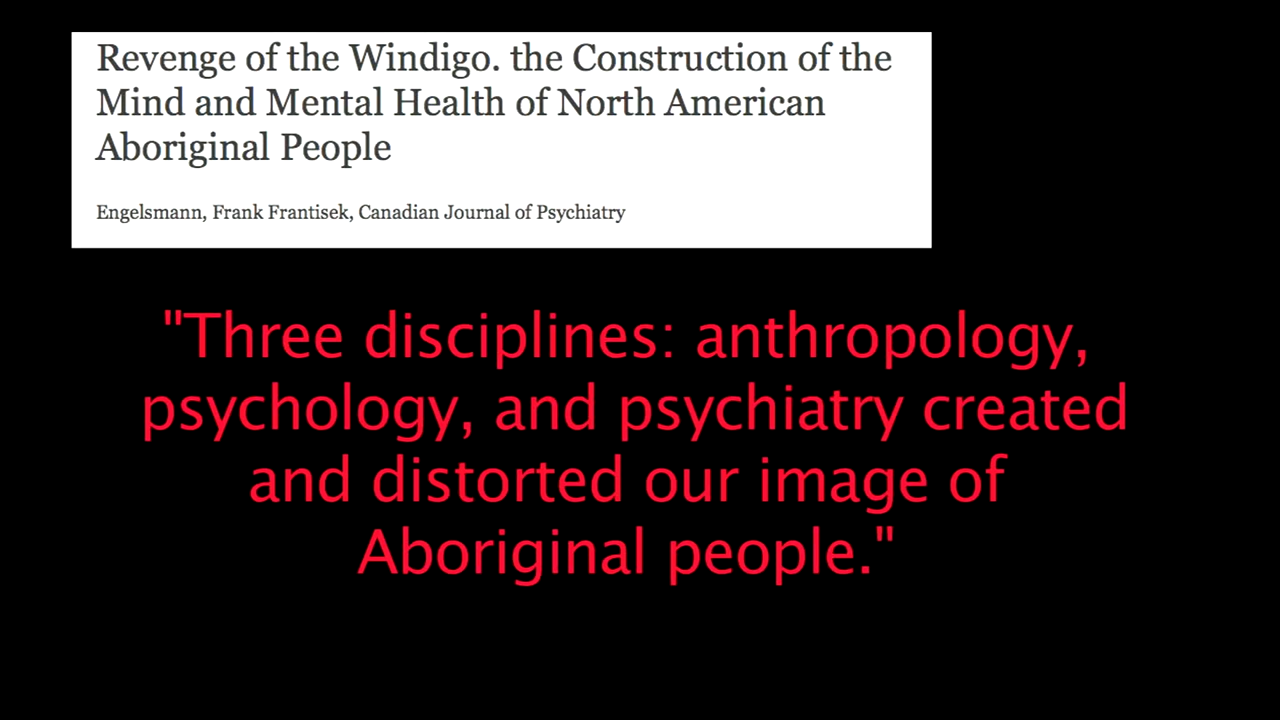 Revenge of the Windigo. the Construction of the
Mind and Mental Health of North American
Aboriginal People
Engelsmann, Frank Frantisek, Canadian Journal of Psychiatry
"Three disciplines: anthropology,
psychology, and psychiatry created
and distorted our image of
Aboriginal people."